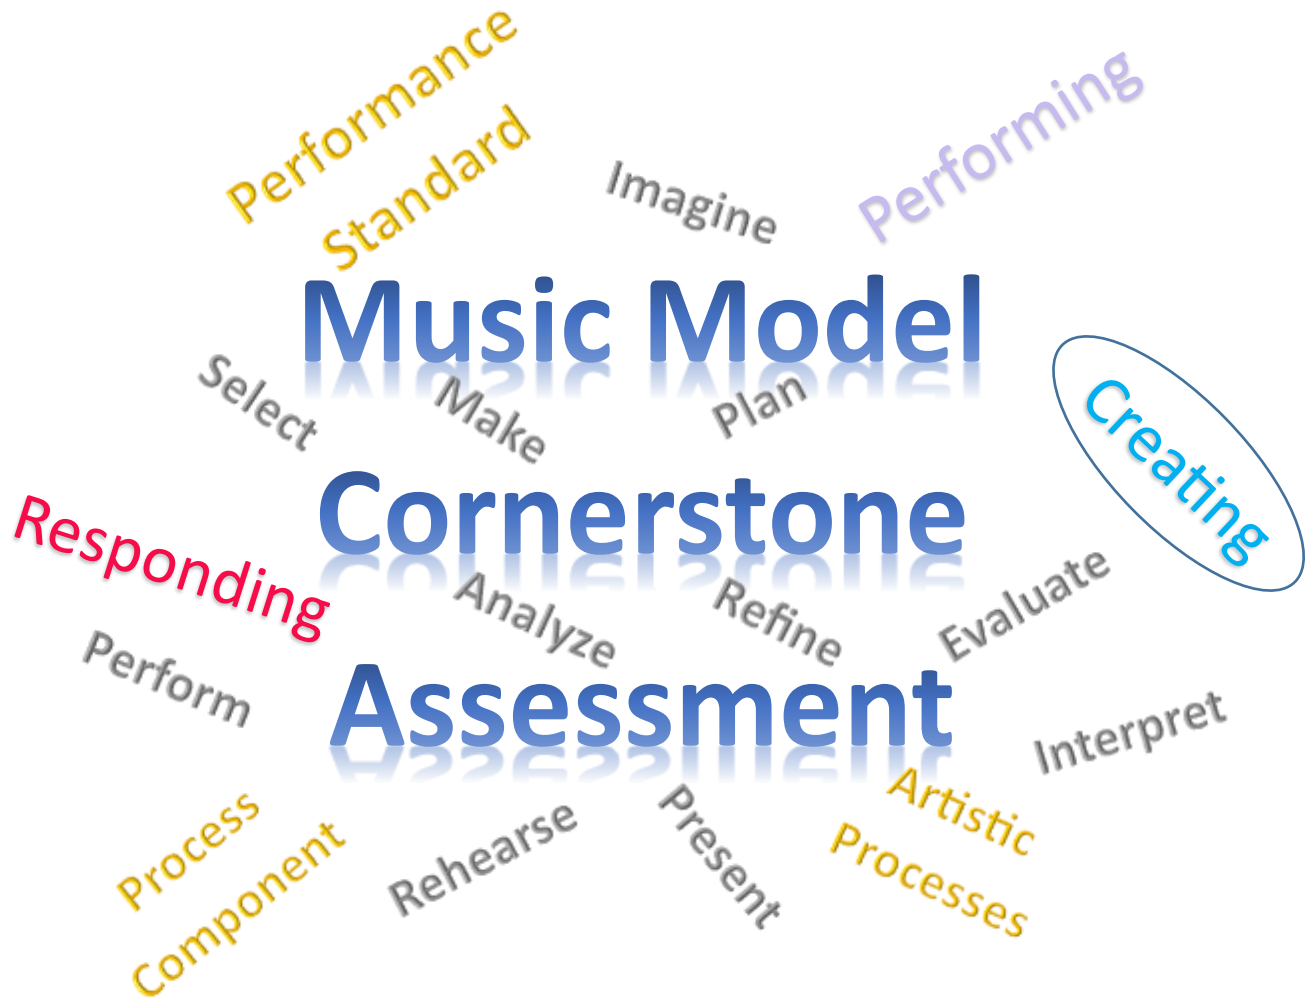 Performance
Standard
Imagine
Performing
Music Model
Select
Make
Plan
Creating
Cornerstone
Responding
Analyze
Refine
Evaluate
Perform
Assessment
Interpret
Process
Component
Rehearse
Present
Artistic
Processes